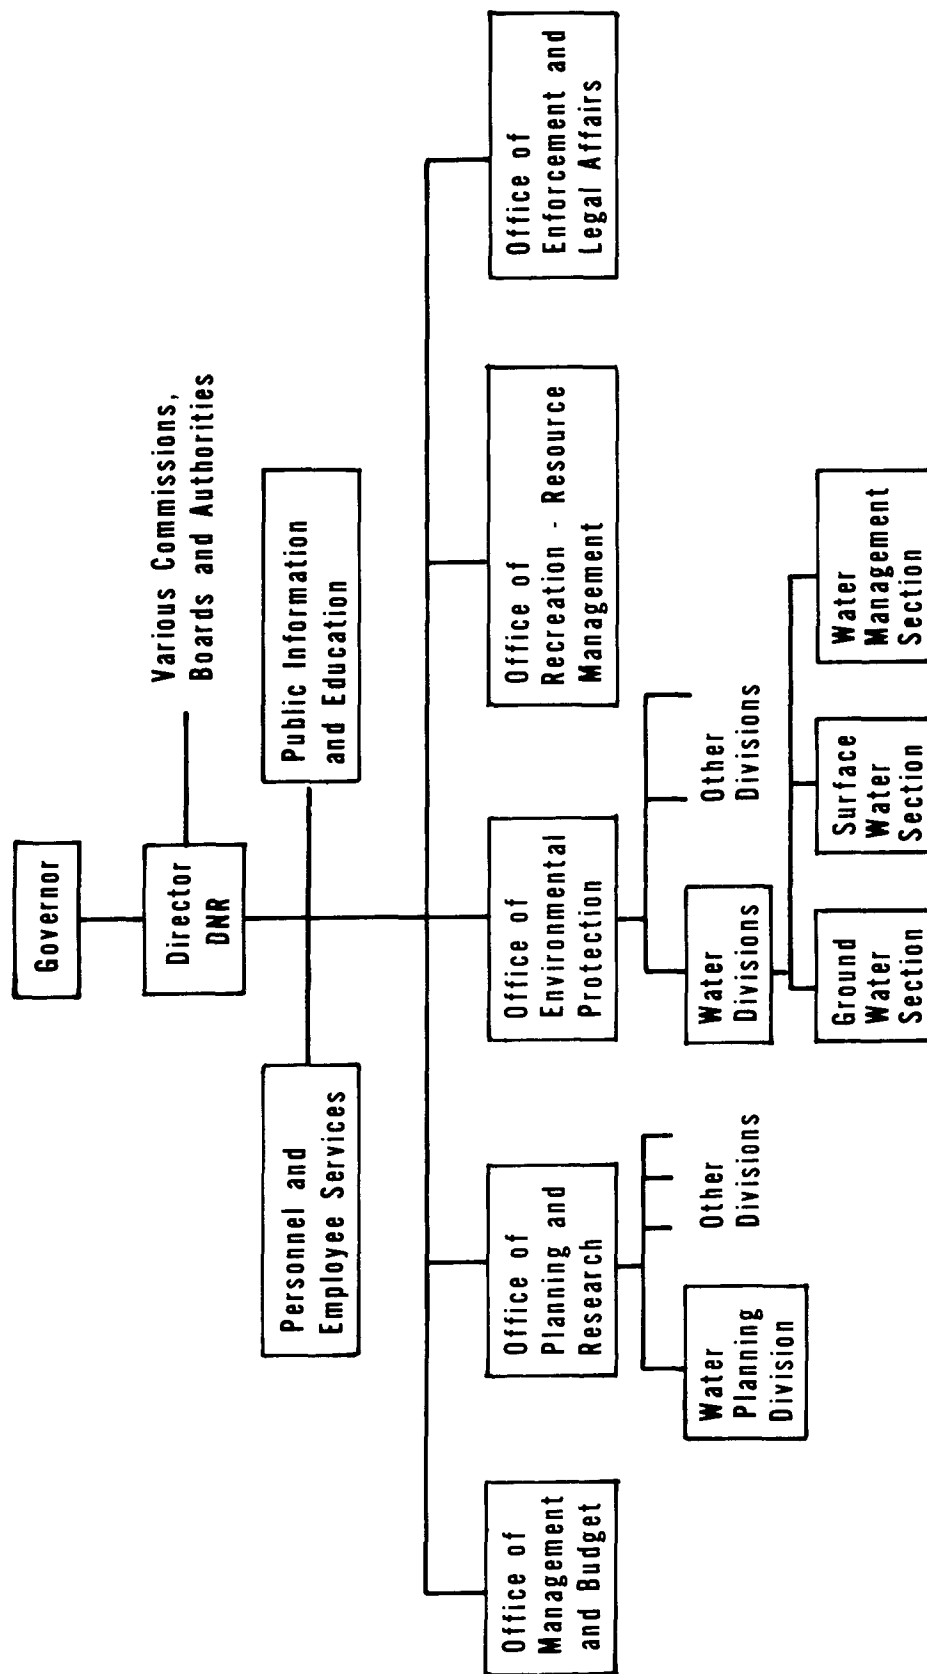 Governor
Director
DNR
Various Commissions,
Boards and Authorities
Personnel and
Employee Services
Public Information
and Education
Office of
Management
and Budget
Office of
Planning and
Research
Office of
Environmental
Protection
Office of
Recreation - Resource
Management
Office of
Enforcement and
Legal Affairs
Water
Planning
Division
Other
Divisions
Water
Divisions
Other
Divisions
Ground
Water
Section
Surface
Water
Section
Water
Management
Section